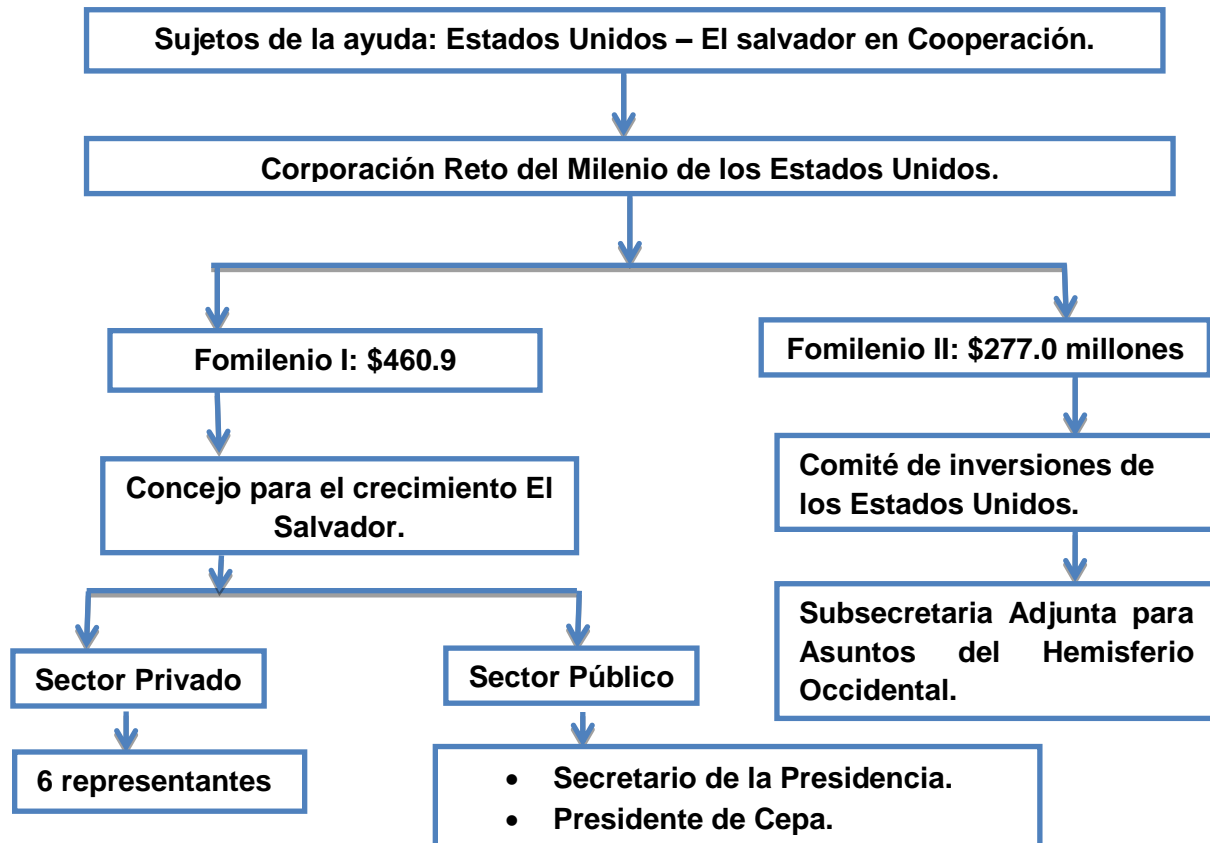 Sujetos de la ayuda: Estados Unidos – El salvador en Cooperación.
Corporación Reto del Milenio de los Estados Unidos.
Fomilenio I: $460.9
Fomilenio II: $277.0 millones
Concejo para el crecimiento El
Salvador.
Comité de inversiones de
los Estados Unidos.
Subsecretaria Adjunta para
Asuntos del Hemisferio
Occidental.
Sector Privado
Sector Público
6 representantes
• Secretario de la Presidencia.
• Presidente de Cepa.